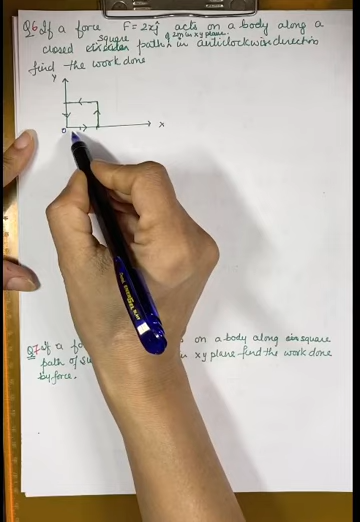 Q6 If a force F = 2xĵ acts on a body along a
closed square path of 2m in xy plane. in anticlockwise direction
find the work done
Y
O X
Q7 If a on a body along square
path of in xy plane find the work done
by force.